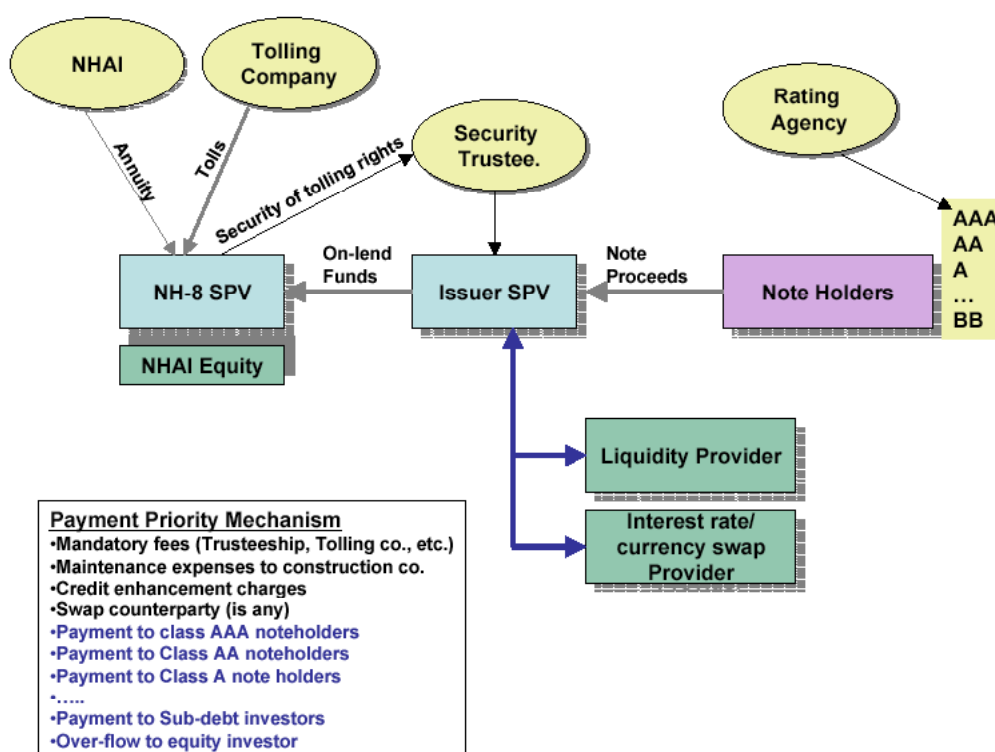 NHAI
Tolling
Company
Rating
Agency
Security
Trustee.
Annuity
Tolls
Security of tolling rights
AAA
AA
A
...
BB
On-lend
Funds
Note
Proceeds
NH-8 SPV
Issuer SPV
Note Holders
NHAI Equity
Liquidity Provider
Interest rate/
currency swap
Provider
Payment Priority Mechanism
•Mandatory fees (Trusteeship, Tolling co., etc.)
•Maintenance expenses to construction co.
•Credit enhancement charges
•Swap counterparty (is any)
•Payment to class AAA noteholders
•Payment to Class AA noteholders
•Payment to Class A note holders
-…..
•Payment to Sub-debt investors
•Over-flow to equity investor